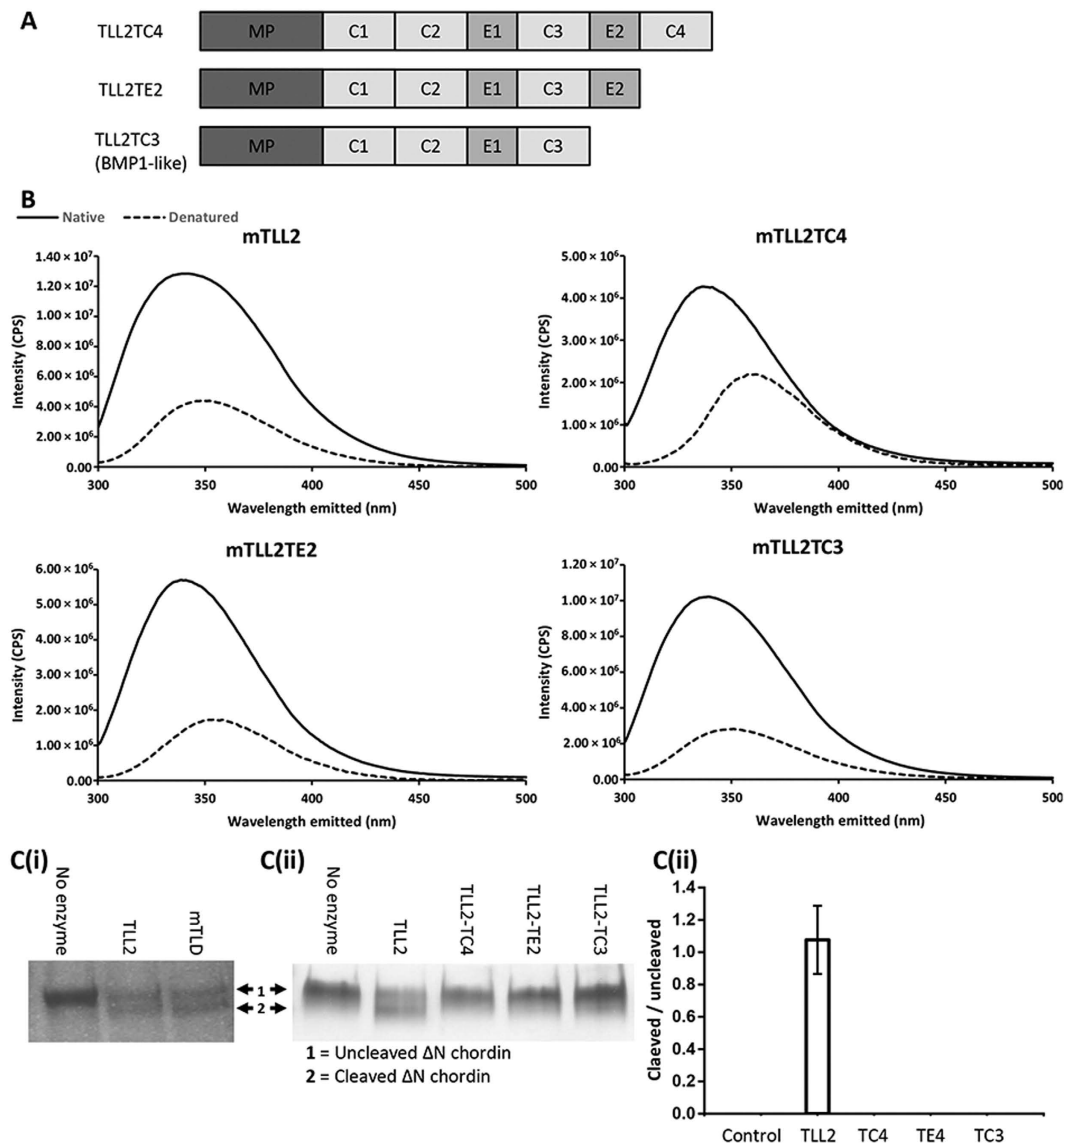 A
TLL2TC4 MP C1 C2 E1 C3 E2 C4
TLL2TE2 MP C1 C2 E1 C3 E2
TLL2TC3
(BMP1-like) MP C1 C2 E1 C3
B
Native Denatured
mTLL2
Intensity (CPS)
1.40 × 10⁷
1.20 × 10⁷
1.00 × 10⁷
8.00 × 10⁶
6.00 × 10⁶
4.00 × 10⁶
2.00 × 10⁶
0.00
300 350 400 450 500
Wavelength emitted (nm)
mTLL2TC4
Intensity (CPS)
5.00 × 10⁶
4.00 × 10⁶
3.00 × 10⁶
2.00 × 10⁶
1.00 × 10⁶
0.00
300 350 400 450 500
Wavelength emitted (nm)
mTLL2TE2
Intensity (CPS)
6.00 × 10⁶
5.00 × 10⁶
4.00 × 10⁶
3.00 × 10⁶
2.00 × 10⁶
1.00 × 10⁶
0.00
300 350 400 450 500
Wavelength emitted (nm)
mTLL2TC3
Intensity (CPS)
1.20 × 10⁷
1.00 × 10⁷
8.00 × 10⁶
6.00 × 10⁶
4.00 × 10⁶
2.00 × 10⁶
0.00
300 350 400 450 500
Wavelength emitted (nm)
C(i)
No enzyme
TLL2
mTLD
1
2
C(ii)
No enzyme
TLL2
TLL2-TC4
TLL2-TE2
TLL2-TC3
1 = Uncleaved ΔN chordin
2 = Cleaved ΔN chordin
C(ii)
Claeved / uncleaved
1.4
1.2
1.0
0.8
0.6
0.4
0.2
0.0
Control TLL2 TC4 TE4 TC3